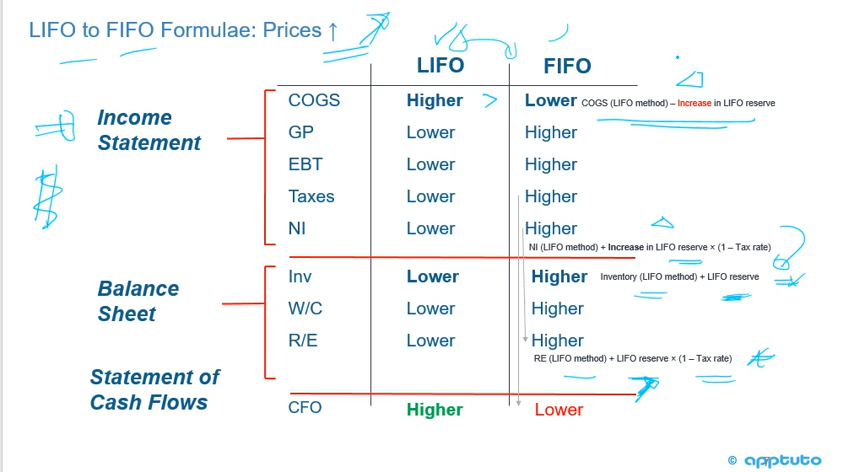 LIFO to FIFO Formulae: Prices ↑
vs
LIFO FIFO
Income Statement
COGS Higher > Lower COGS (LIFO method) – Increase in LIFO reserve
GP Lower Higher
EBT Lower Higher
Taxes Lower Higher
NI Lower Higher
NI (LIFO method) + Increase in LIFO reserve × (1 – Tax rate)
Balance Sheet
Inv Lower Higher Inventory (LIFO method) + LIFO reserve
W/C Lower Higher
R/E Lower Higher
RE (LIFO method) + LIFO reserve × (1 – Tax rate)
Statement of Cash Flows
CFO Higher Lower
$
© apptuto